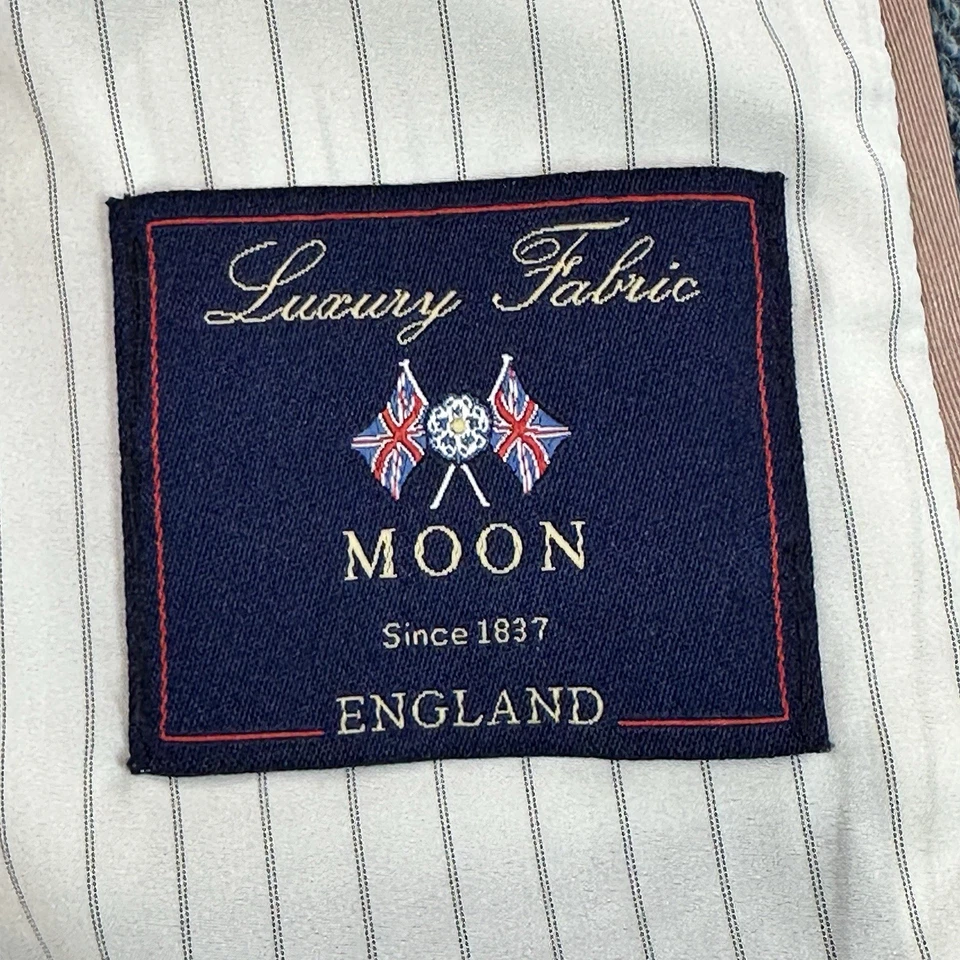 Luxury Fabric
MOON
Since 1837
ENGLAND